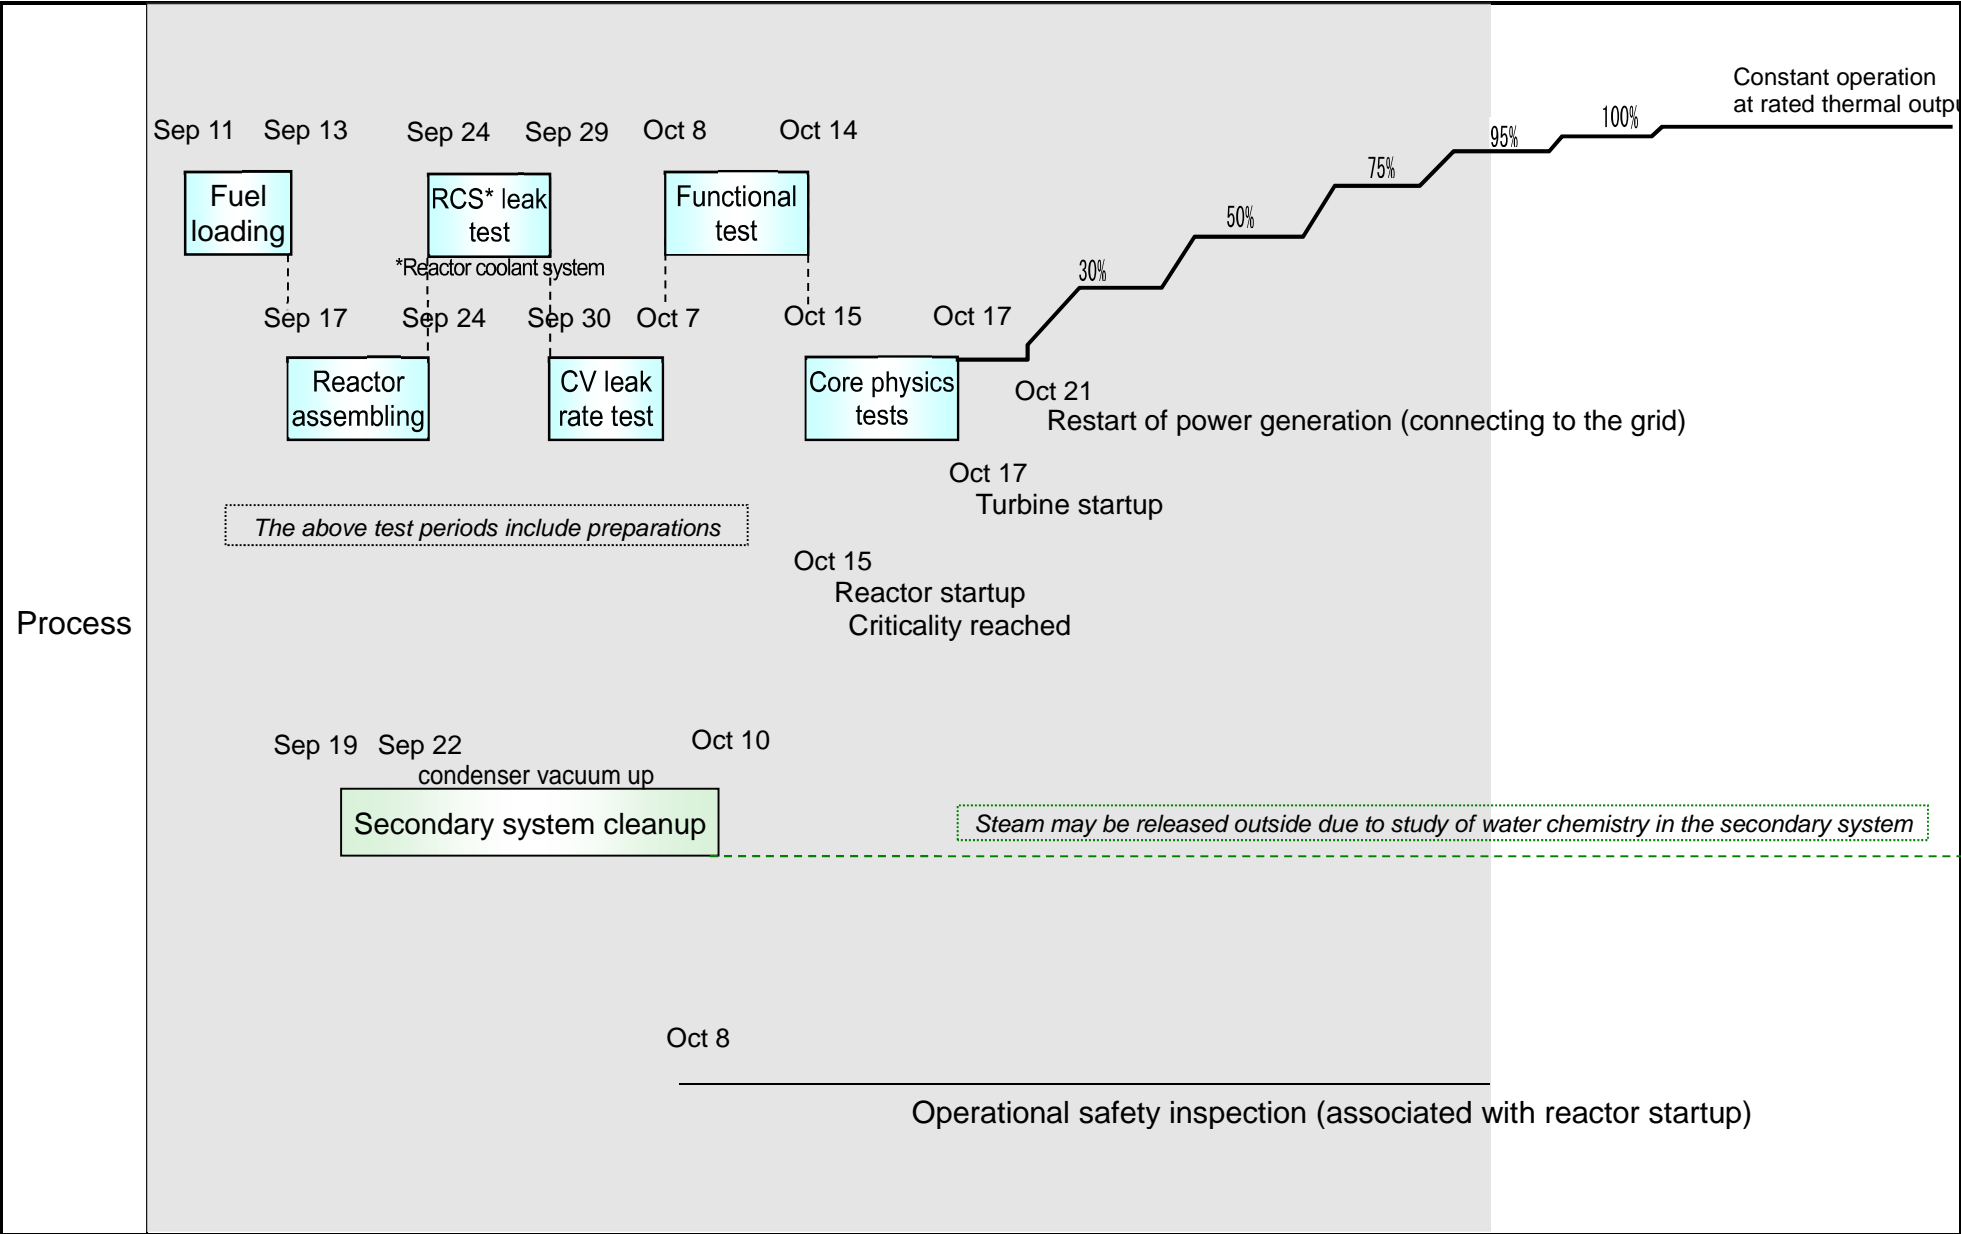 Constant operation
at rated thermal outpu
100%
95%
75%
50%
30%
Sep 11 Sep 13 Sep 24 Sep 29 Oct 8 Oct 14
Fuel
loading
RCS* leak
test
Functional
test
*Reactor coolant system
Sep 17 Sep 24 Sep 30 Oct 7 Oct 15 Oct 17
Reactor
assembling
CV leak
rate test
Core physics
tests
Oct 21
Restart of power generation (connecting to the grid)
Oct 17
Turbine startup
The above test periods include preparations
Oct 15
Reactor startup
Criticality reached
Process
Sep 19 Sep 22 Oct 10
condenser vacuum up
Secondary system cleanup
Steam may be released outside due to study of water chemistry in the secondary system
Oct 8
Operational safety inspection (associated with reactor startup)